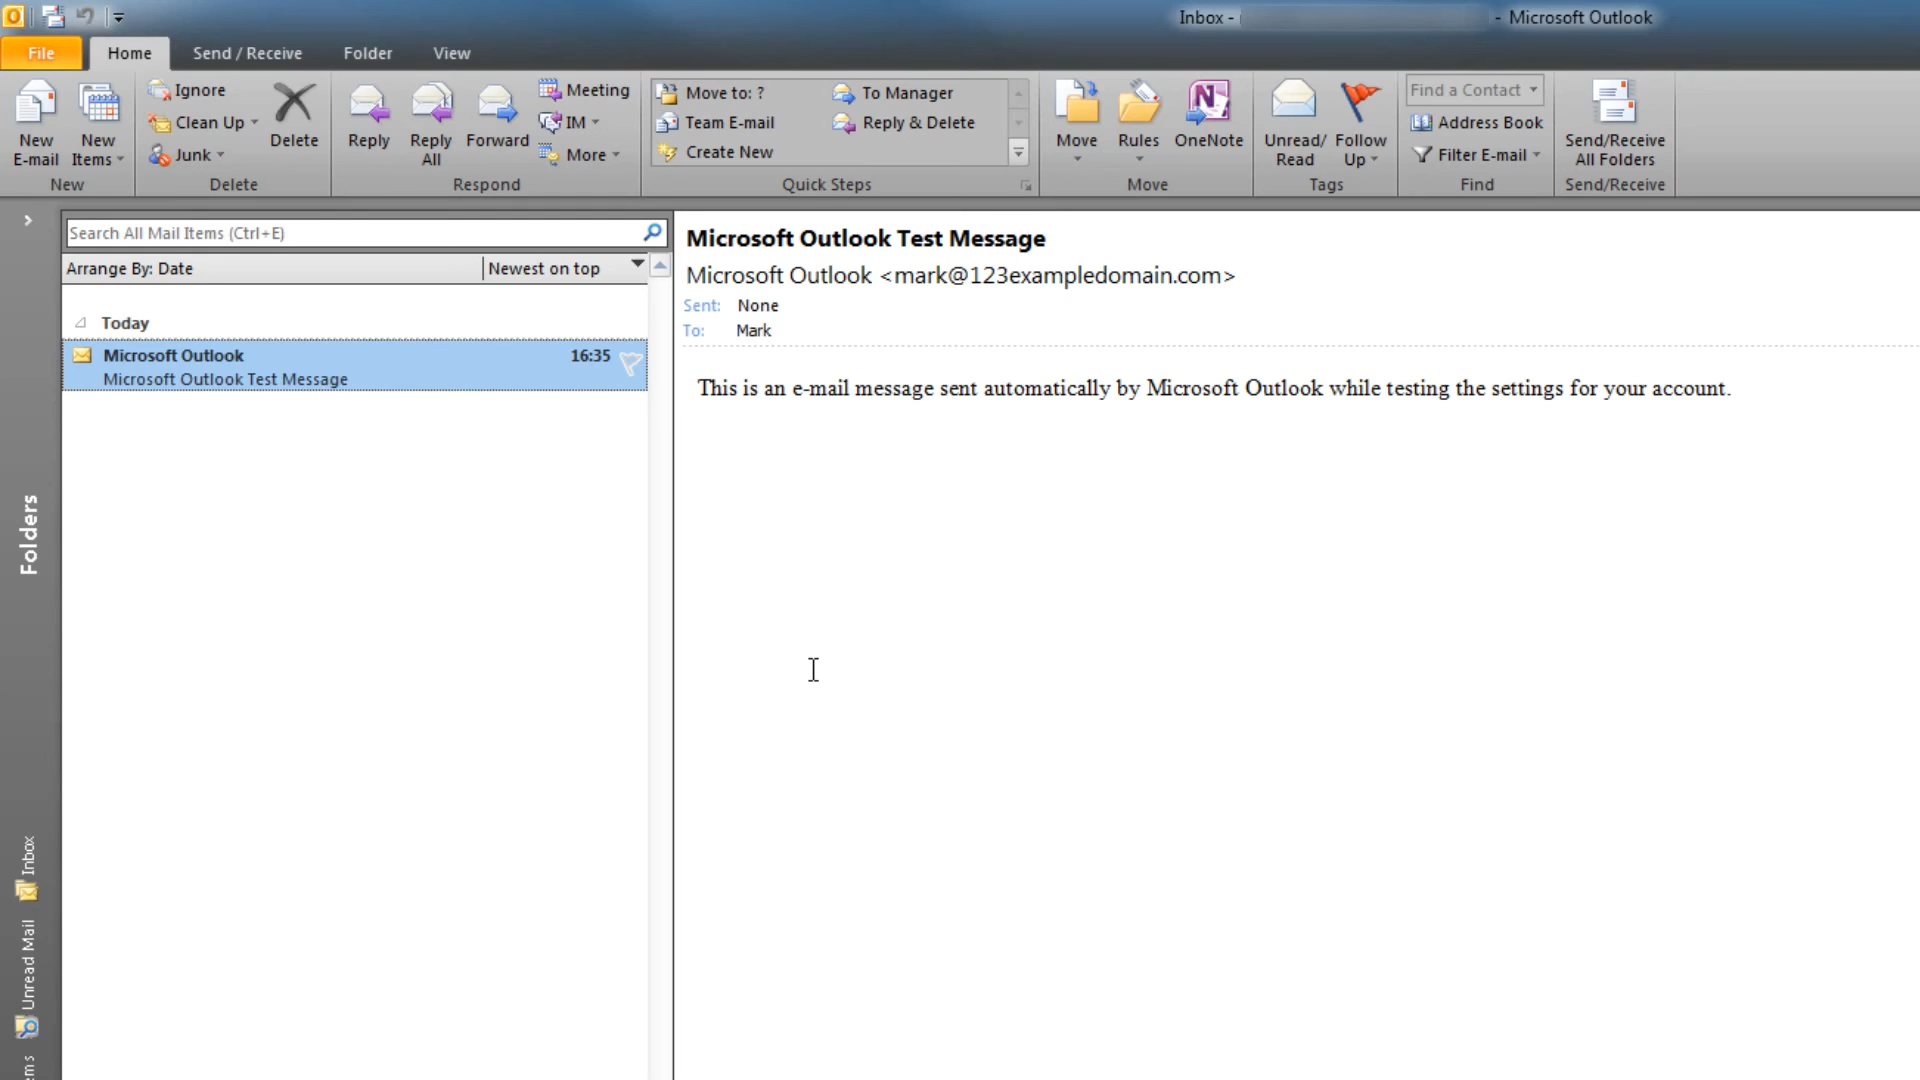 Inbox - - Microsoft Outlook
File Home Send / Receive Folder View
New E-mail
New Items
New
Ignore
Clean Up
Junk
Delete
Delete
Reply
Reply All
Forward
Meeting
IM
More
Respond
Move to: ?
To Manager
Team E-mail
Reply & Delete
Create New
Quick Steps
Move
Rules
OneNote
Move
Unread/ Read
Follow Up
Tags
Find a Contact
Address Book
Filter E-mail
Find
Send/Receive All Folders
Send/Receive
Search All Mail Items (Ctrl+E)
Arrange By: Date Newest on top
Today
Microsoft Outlook 16:35
Microsoft Outlook Test Message
Microsoft Outlook Test Message
Microsoft Outlook <mark@123exampledomain.com>
Sent: None
To: Mark
This is an e-mail message sent automatically by Microsoft Outlook while testing the settings for your account.
Folders
Inbox
Unread Mail